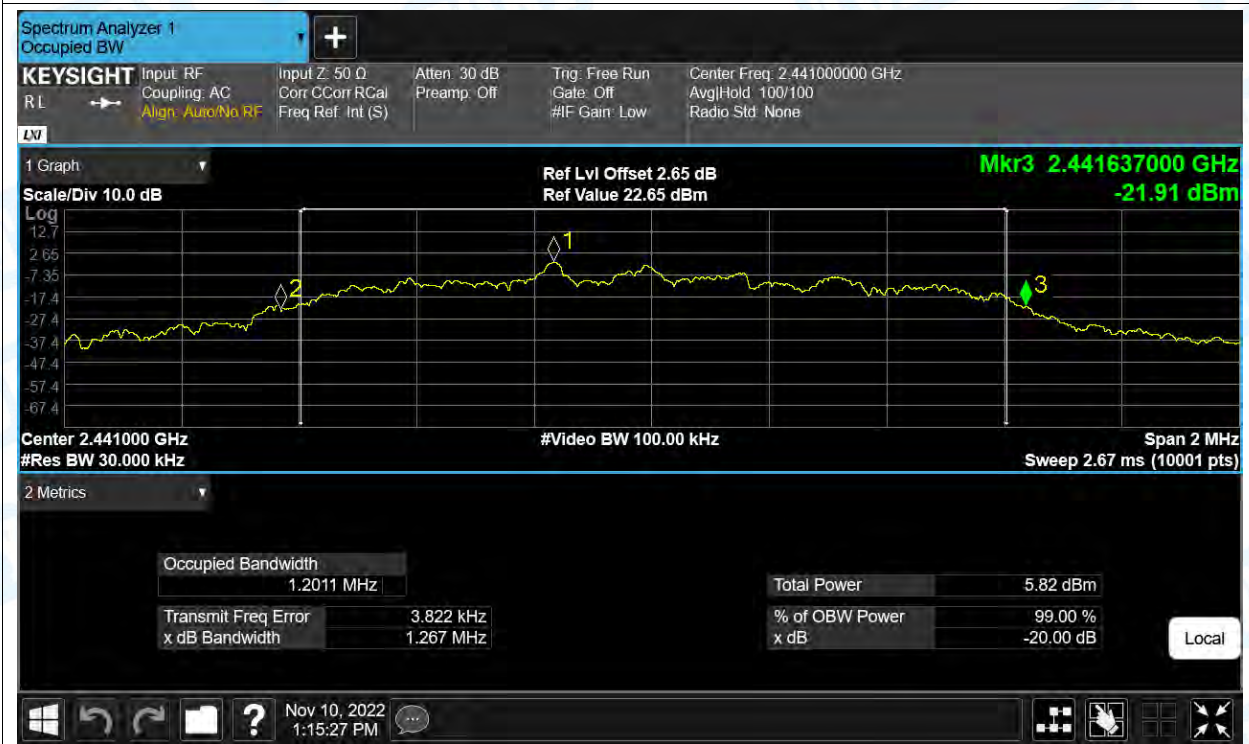 Spectrum Analyzer 1
Occupied BW
+
KEYSIGHT
RL
LXI
Input: RF
Coupling: AC
Align: Auto/No RF
Input Z: 50 Ω
Corr CCorr RCal
Freq Ref: Int (S)
Atten: 30 dB
Preamp: Off
Trig: Free Run
Gate: Off
#IF Gain: Low
Center Freq: 2.441000000 GHz
Avg|Hold: 100/100
Radio Std: None
1 Graph
Scale/Div 10.0 dB
Ref Lvl Offset 2.65 dB
Ref Value 22.65 dBm
Mkr3 2.441637000 GHz
-21.91 dBm
Log
12.7
2.65
-7.35
-17.4
-27.4
-37.4
-47.4
-57.4
-67.4
1
2
3
Center 2.441000 GHz
#Video BW 100.00 kHz
Span 2 MHz
#Res BW 30.000 kHz
Sweep 2.67 ms (10001 pts)
2 Metrics
Occupied Bandwidth
1.2011 MHz
Total Power 5.82 dBm
Transmit Freq Error 3.822 kHz
% of OBW Power 99.00 %
x dB Bandwidth 1.267 MHz
x dB -20.00 dB
Local
?
Nov 10, 2022
1:15:27 PM